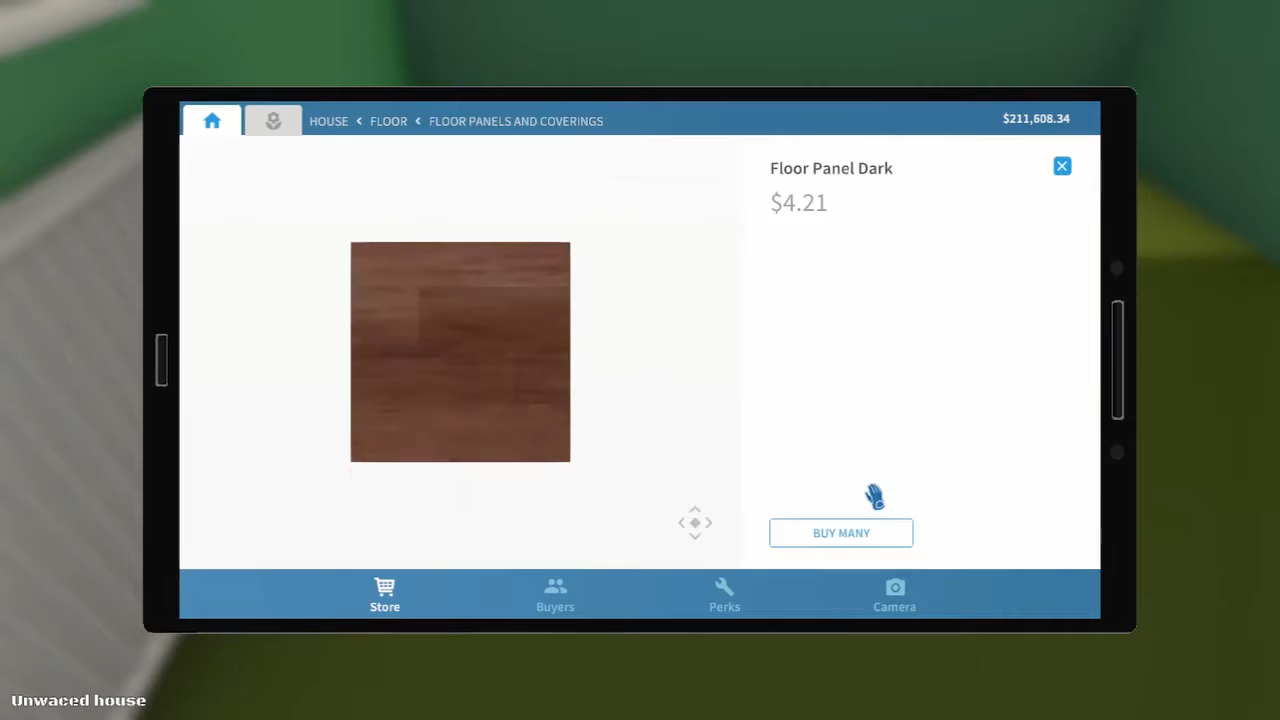 HOUSE < FLOOR < FLOOR PANELS AND COVERINGS
$211,608.34
Floor Panel Dark
$4.21
BUY MANY
Store
Buyers
Perks
Camera
Unwaced house